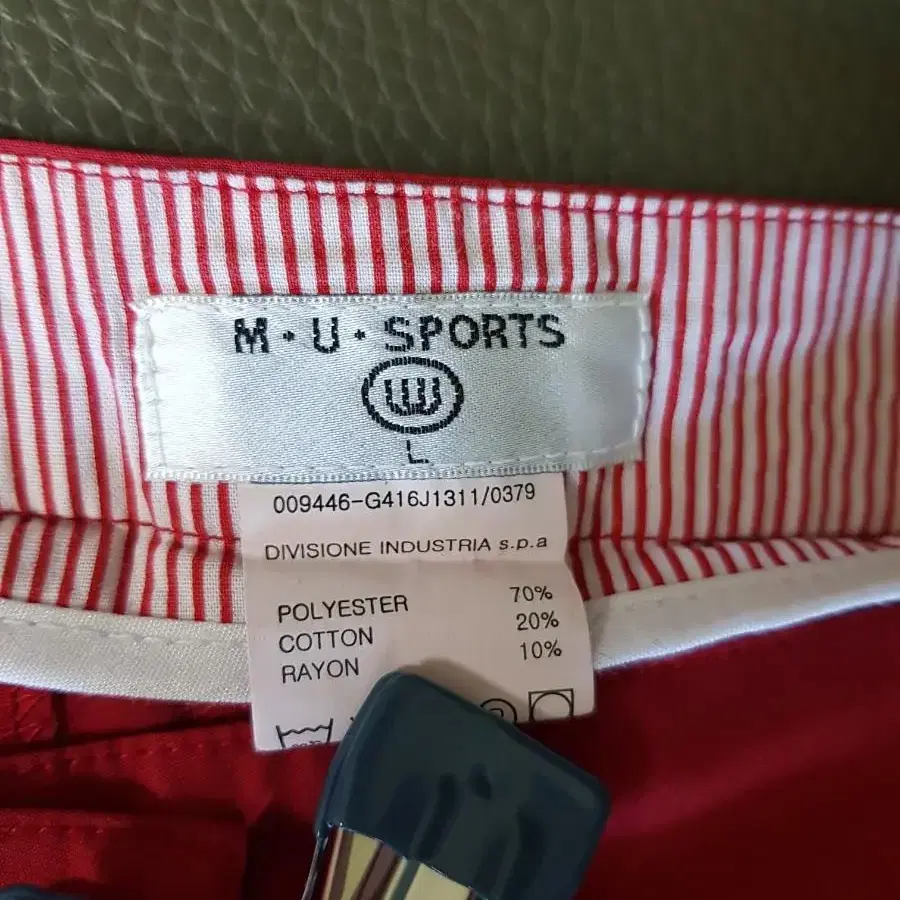 M·U·SPORTS
L
009446-G416J1311/0379
DIVISIONE INDUSTRIA s.p.a
POLYESTER 70%
COTTON 20%
RAYON 10%